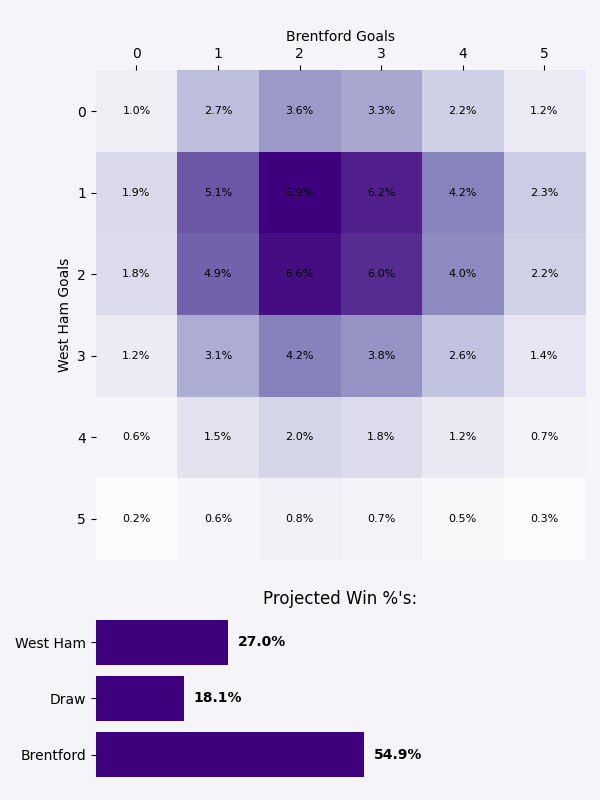 Brentford Goals
0 1 2 3 4 5
0 1.0% 2.7% 3.6% 3.3% 2.2% 1.2%
1 1.9% 5.1% 6.9% 6.2% 4.2% 2.3%
West Ham Goals
2 1.8% 4.9% 6.6% 6.0% 4.0% 2.2%
3 1.2% 3.1% 4.2% 3.8% 2.6% 1.4%
4 0.6% 1.5% 2.0% 1.8% 1.2% 0.7%
5 0.2% 0.6% 0.8% 0.7% 0.5% 0.3%
Projected Win %'s:
West Ham 27.0%
Draw 18.1%
Brentford 54.9%